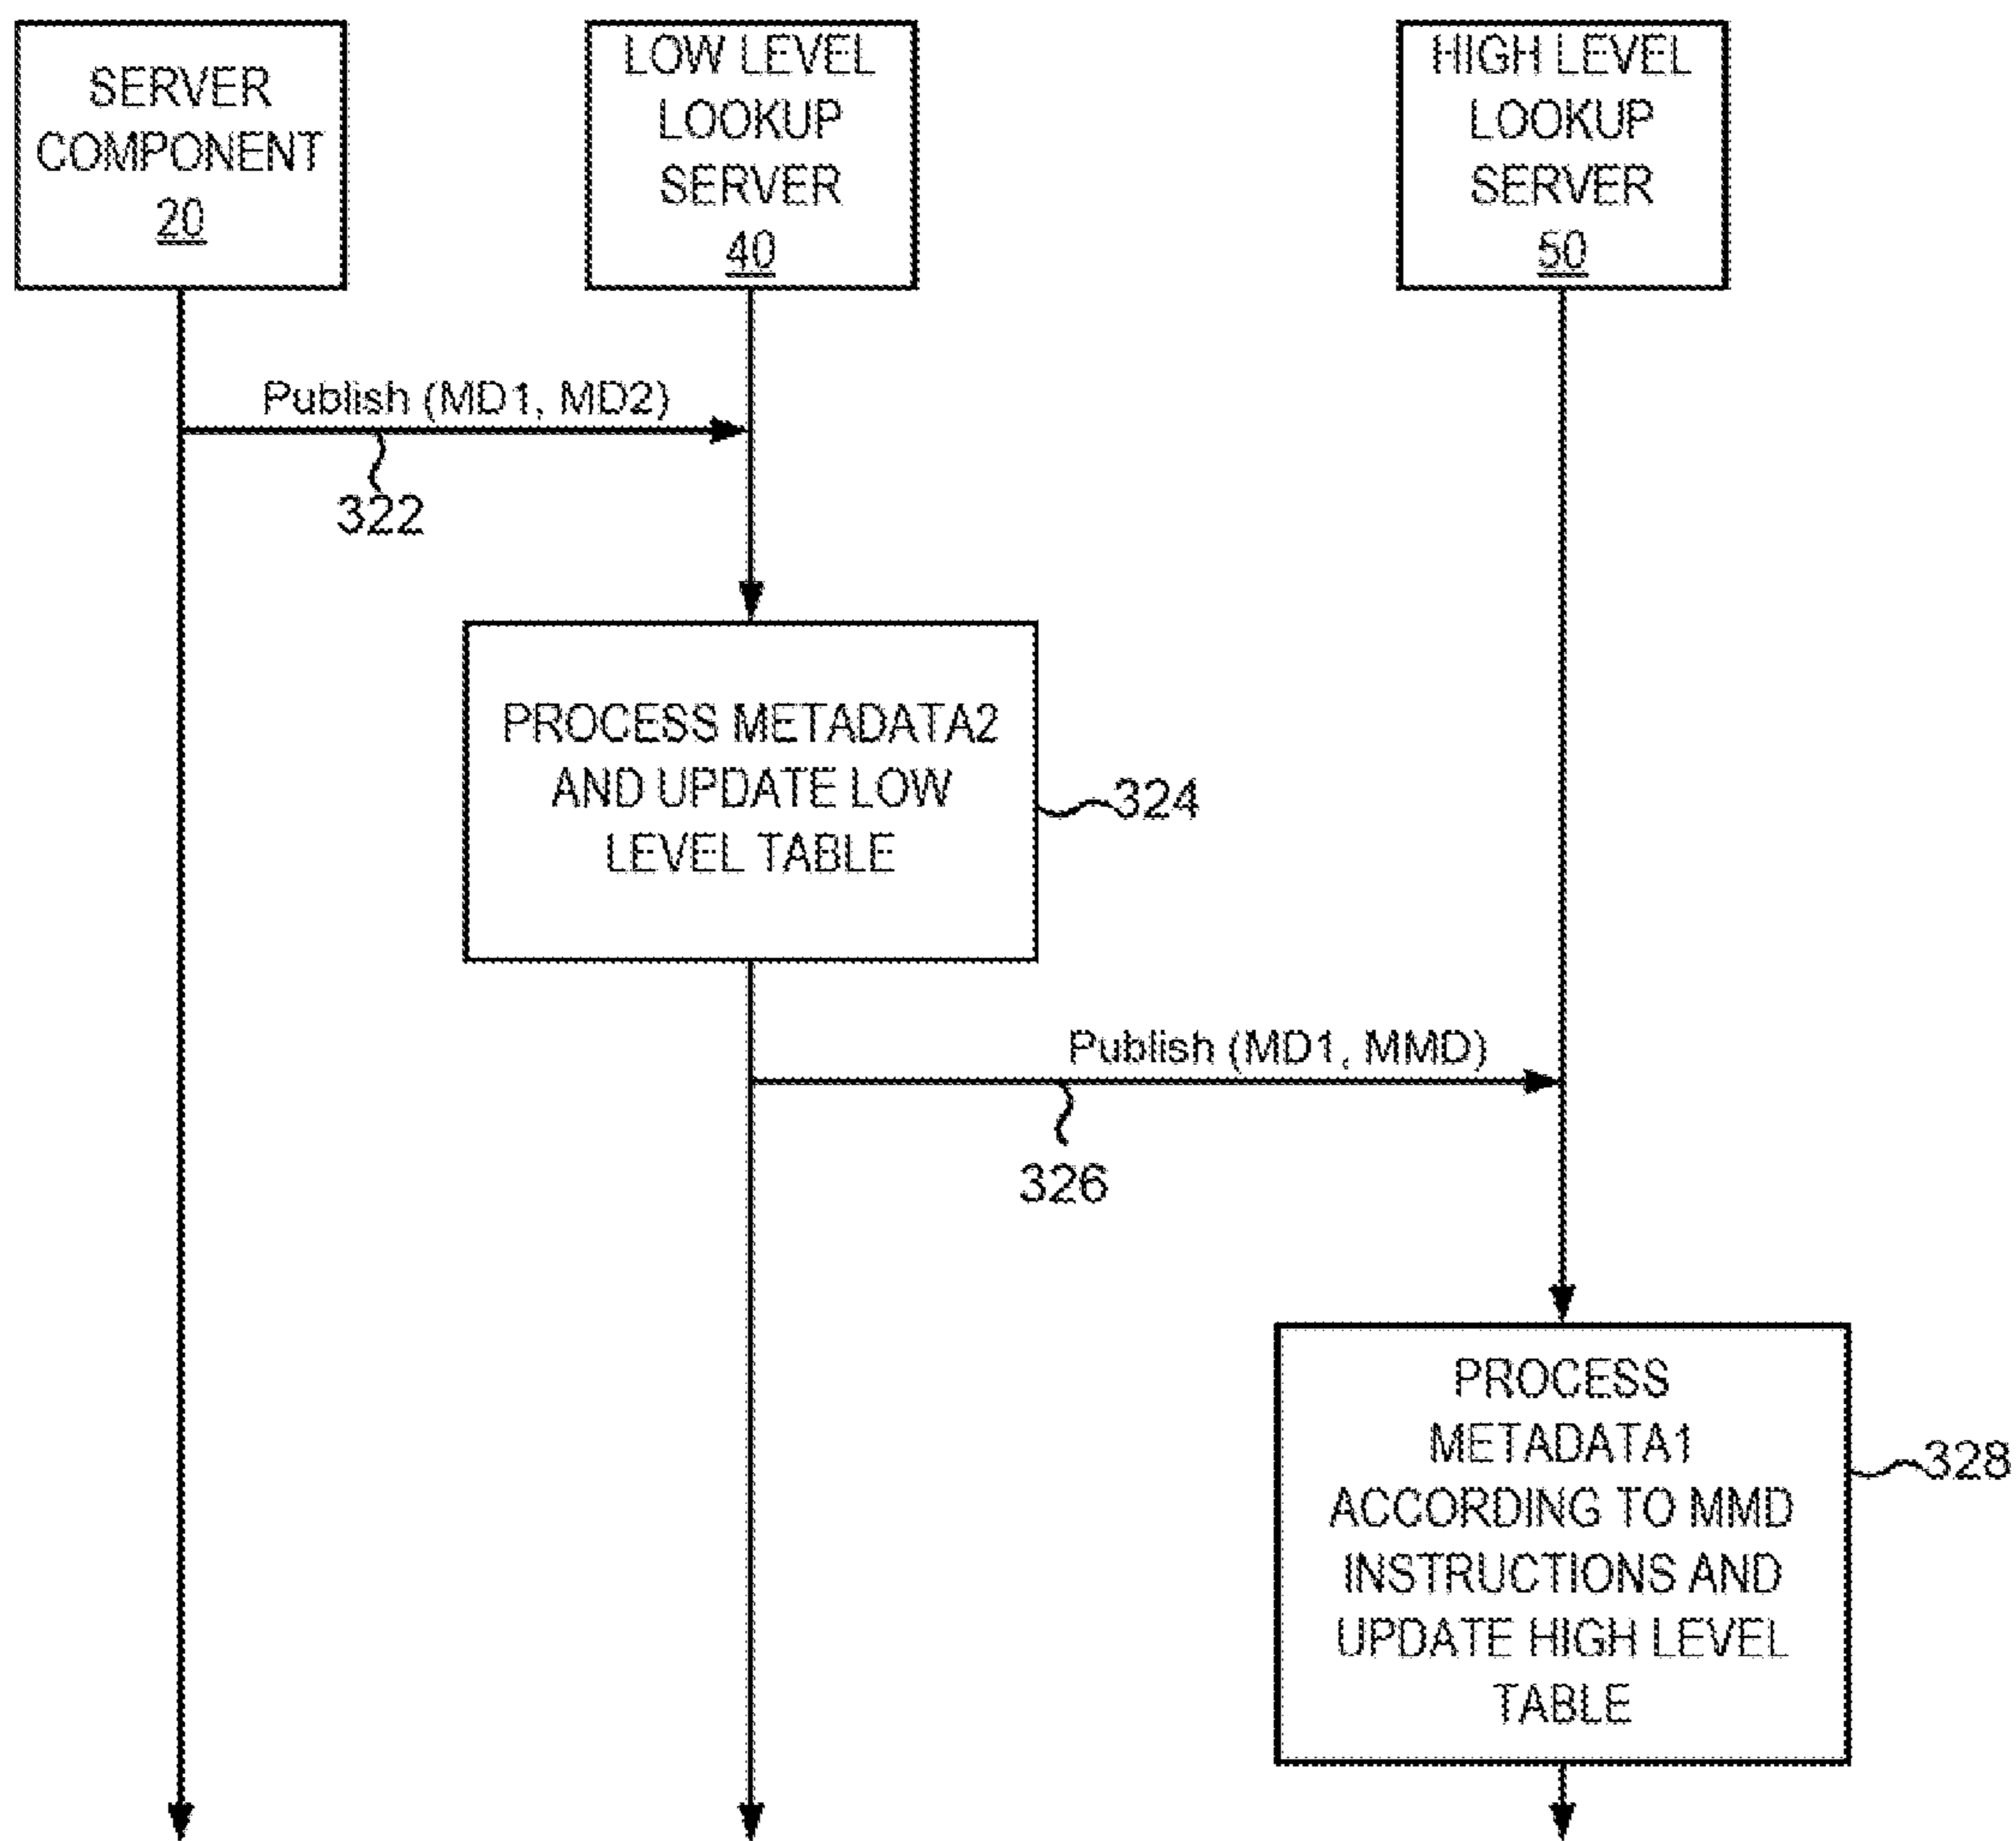 SERVER
COMPONENT
20
LOW LEVEL
LOOKUP
SERVER
40
HIGH LEVEL
LOOKUP
SERVER
50
Publish (MD1, MD2)
322
PROCESS METADATA2
AND UPDATE LOW
LEVEL TABLE
324
Publish (MD1, MMD)
326
PROCESS
METADATA1
ACCORDING TO MMD
INSTRUCTIONS AND
UPDATE HIGH LEVEL
TABLE
328